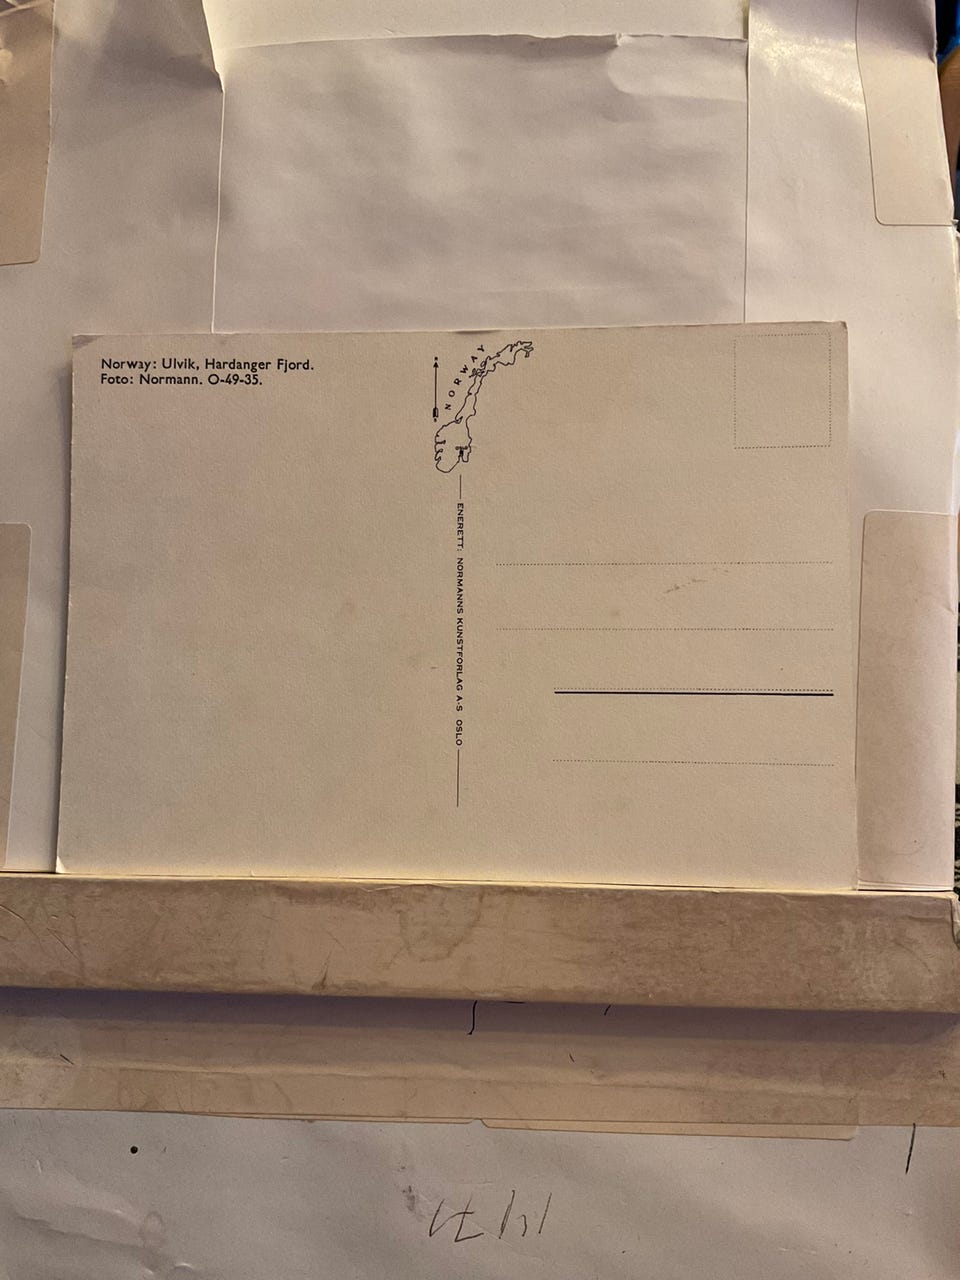 Norway: Ulvik, Hardanger Fjord.
Foto: Normann. O-49-35.
NORWAY
ENERETT: NORMANNS KUNSTFORLAG A-S OSLO